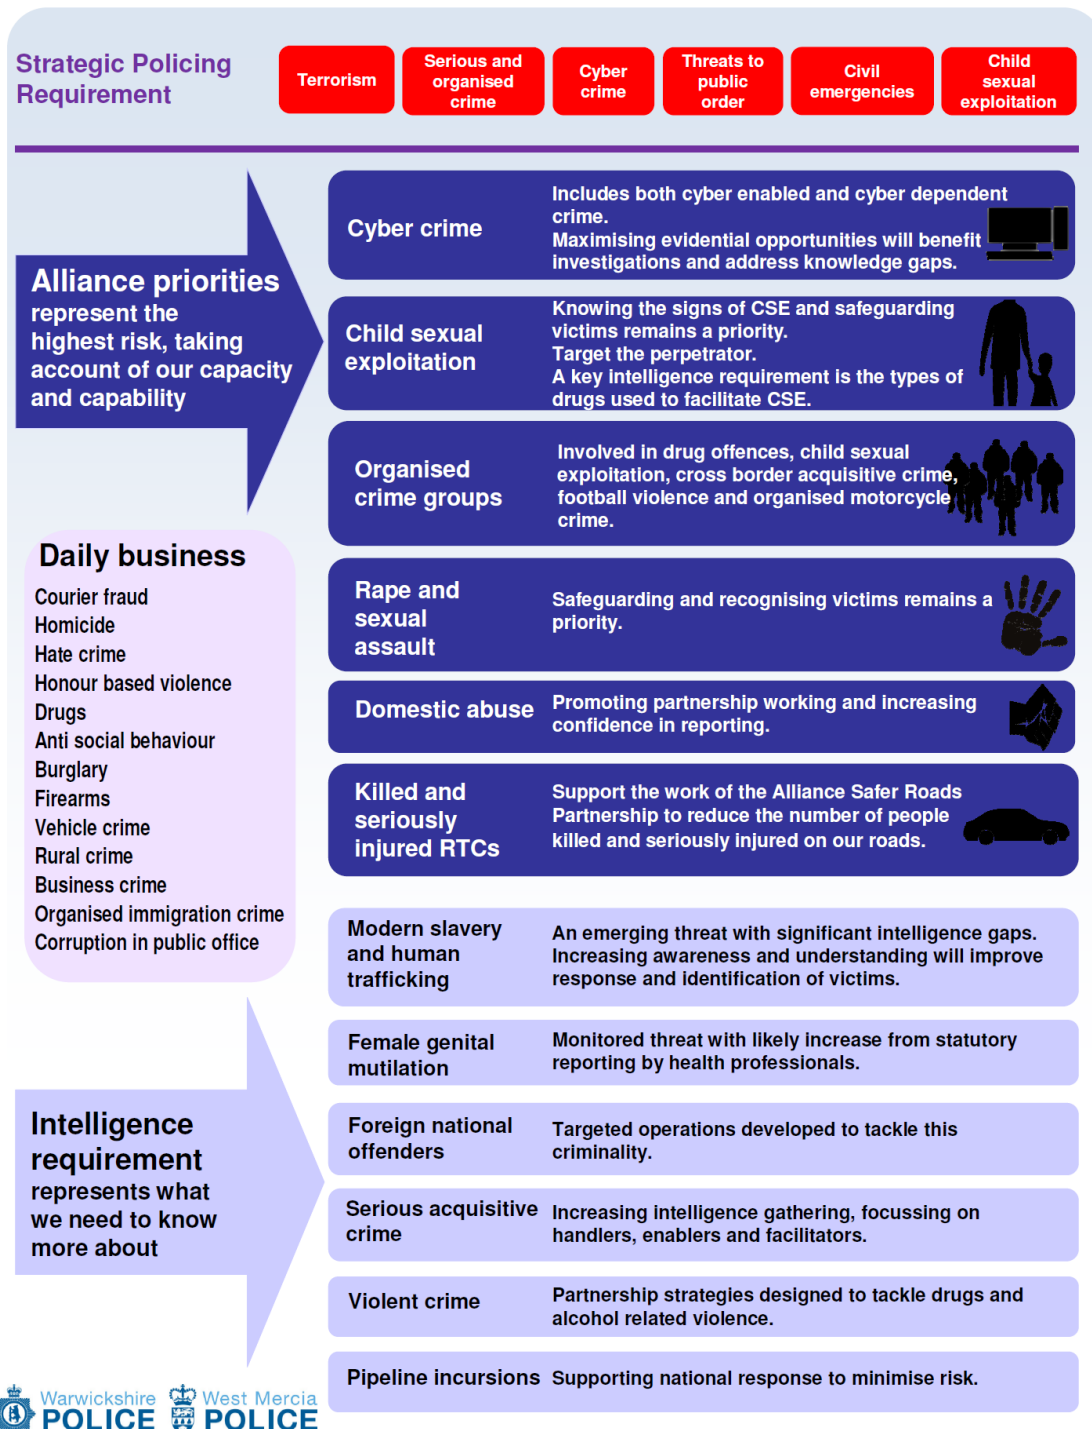 Strategic Policing
Requirement
Terrorism
Serious and
organised
crime
Cyber
crime
Threats to
public
order
Civil
emergencies
Child
sexual
exploitation
Alliance priorities
represent the
highest risk, taking
account of our capacity
and capability
Cyber crime
Includes both cyber enabled and cyber dependent
crime.
Maximising evidential opportunities will benefit
investigations and address knowledge gaps.
Child sexual
exploitation
Knowing the signs of CSE and safeguarding
victims remains a priority.
Target the perpetrator.
A key intelligence requirement is the types of
drugs used to facilitate CSE.
Organised
crime groups
Involved in drug offences, child sexual
exploitation, cross border acquisitive crime,
football violence and organised motorcycle
crime.
Rape and
sexual
assault
Safeguarding and recognising victims remains a
priority.
Domestic abuse
Promoting partnership working and increasing
confidence in reporting.
Killed and
seriously
injured RTCs
Support the work of the Alliance Safer Roads
Partnership to reduce the number of people
killed and seriously injured on our roads.
Daily business
Courier fraud
Homicide
Hate crime
Honour based violence
Drugs
Anti social behaviour
Burglary
Firearms
Vehicle crime
Rural crime
Business crime
Organised immigration crime
Corruption in public office
Intelligence
requirement
represents what
we need to know
more about
Modern slavery
and human
trafficking
An emerging threat with significant intelligence gaps.
Increasing awareness and understanding will improve
response and identification of victims.
Female genital
mutilation
Monitored threat with likely increase from statutory
reporting by health professionals.
Foreign national
offenders
Targeted operations developed to tackle this
criminality.
Serious acquisitive
crime
Increasing intelligence gathering, focussing on
handlers, enablers and facilitators.
Violent crime
Partnership strategies designed to tackle drugs and
alcohol related violence.
Pipeline incursions
Supporting national response to minimise risk.
Warwickshire
POLICE
West Mercia
POLICE